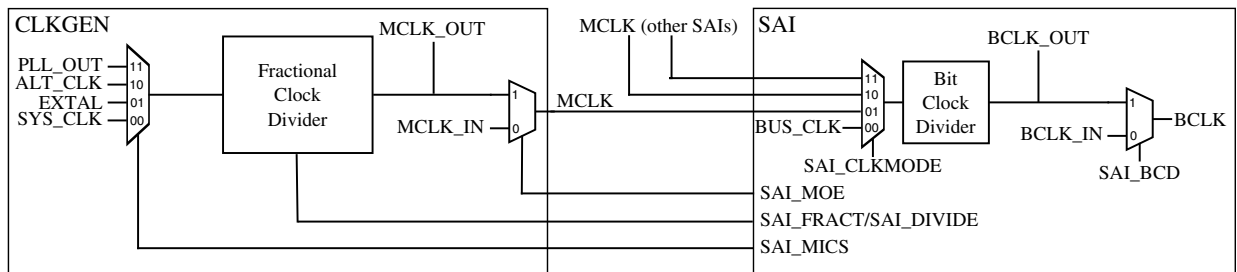 CLKGEN
MCLK_OUT
MCLK (other SAIs)
SAI
BCLK_OUT
PLL_OUT
ALT_CLK
EXTAL
SYS_CLK
11
10
01
00
Fractional
Clock
Divider
MCLK_IN
1
0
MCLK
BUS_CLK
11
10
01
00
SAI_CLKMODE
Bit
Clock
Divider
BCLK_IN
1
0
BCLK
SAI_BCD
SAI_MOE
SAI_FRACT/SAI_DIVIDE
SAI_MICS